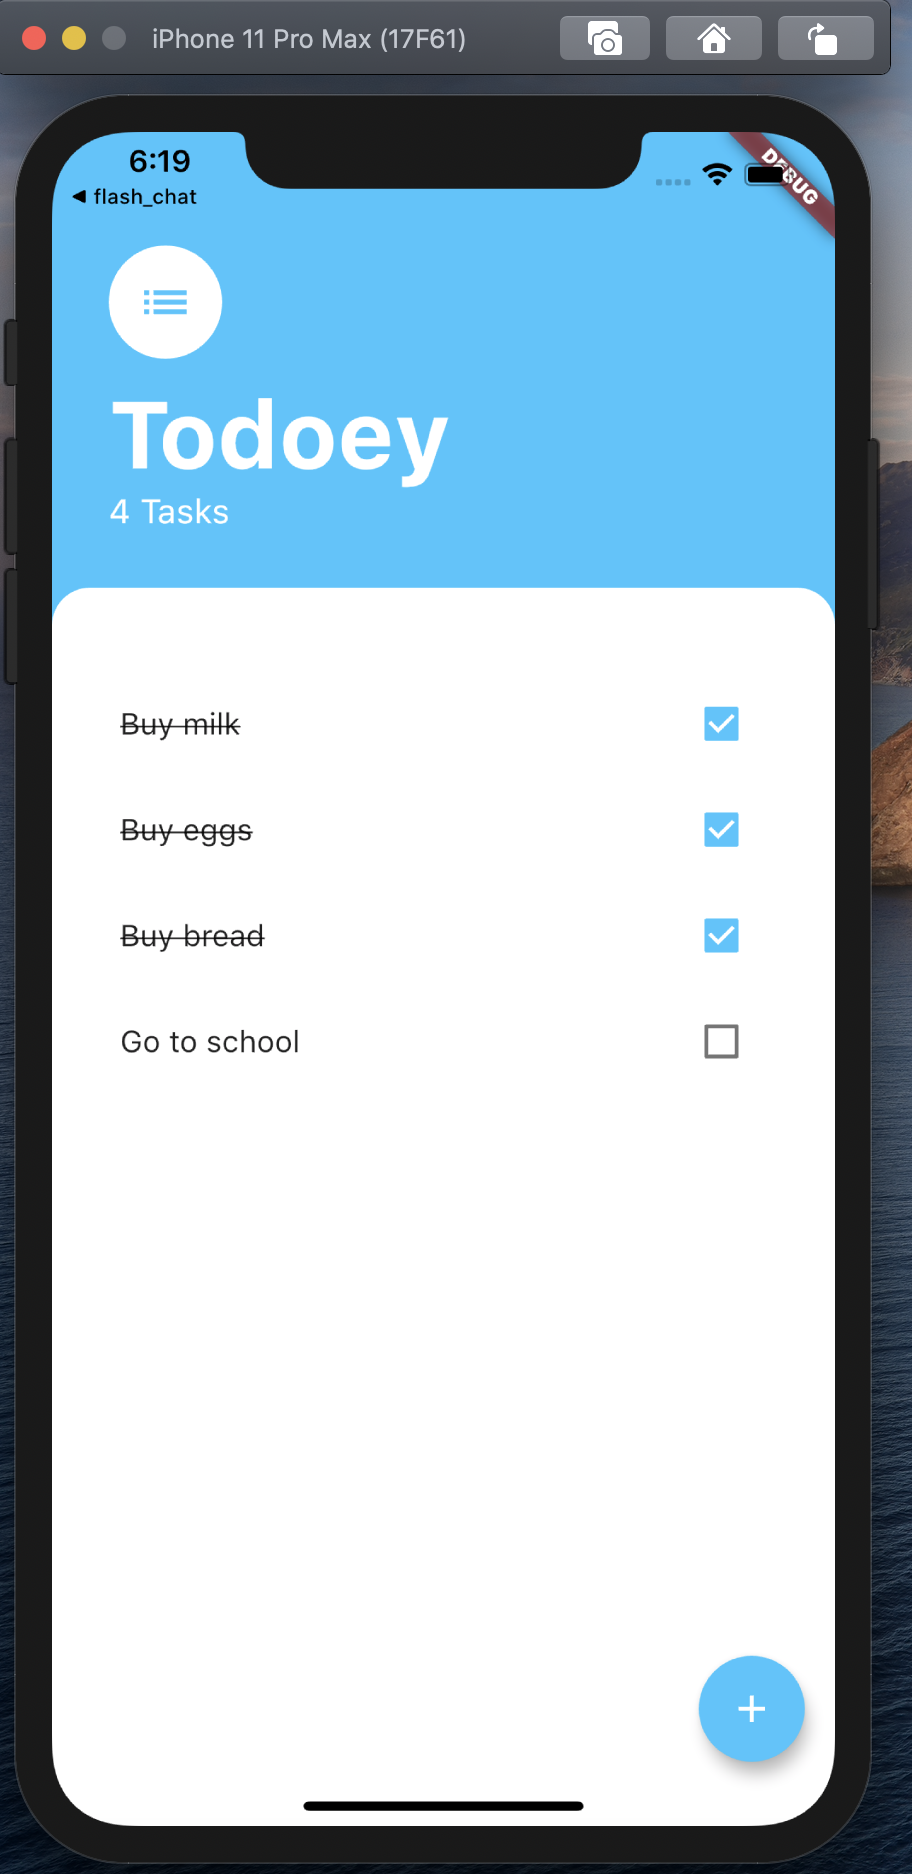 iPhone 11 Pro Max (17F61)
6:19
◀ flash_chat
DEBUG
Todoey
4 Tasks
Buy milk
Buy eggs
Buy bread
Go to school